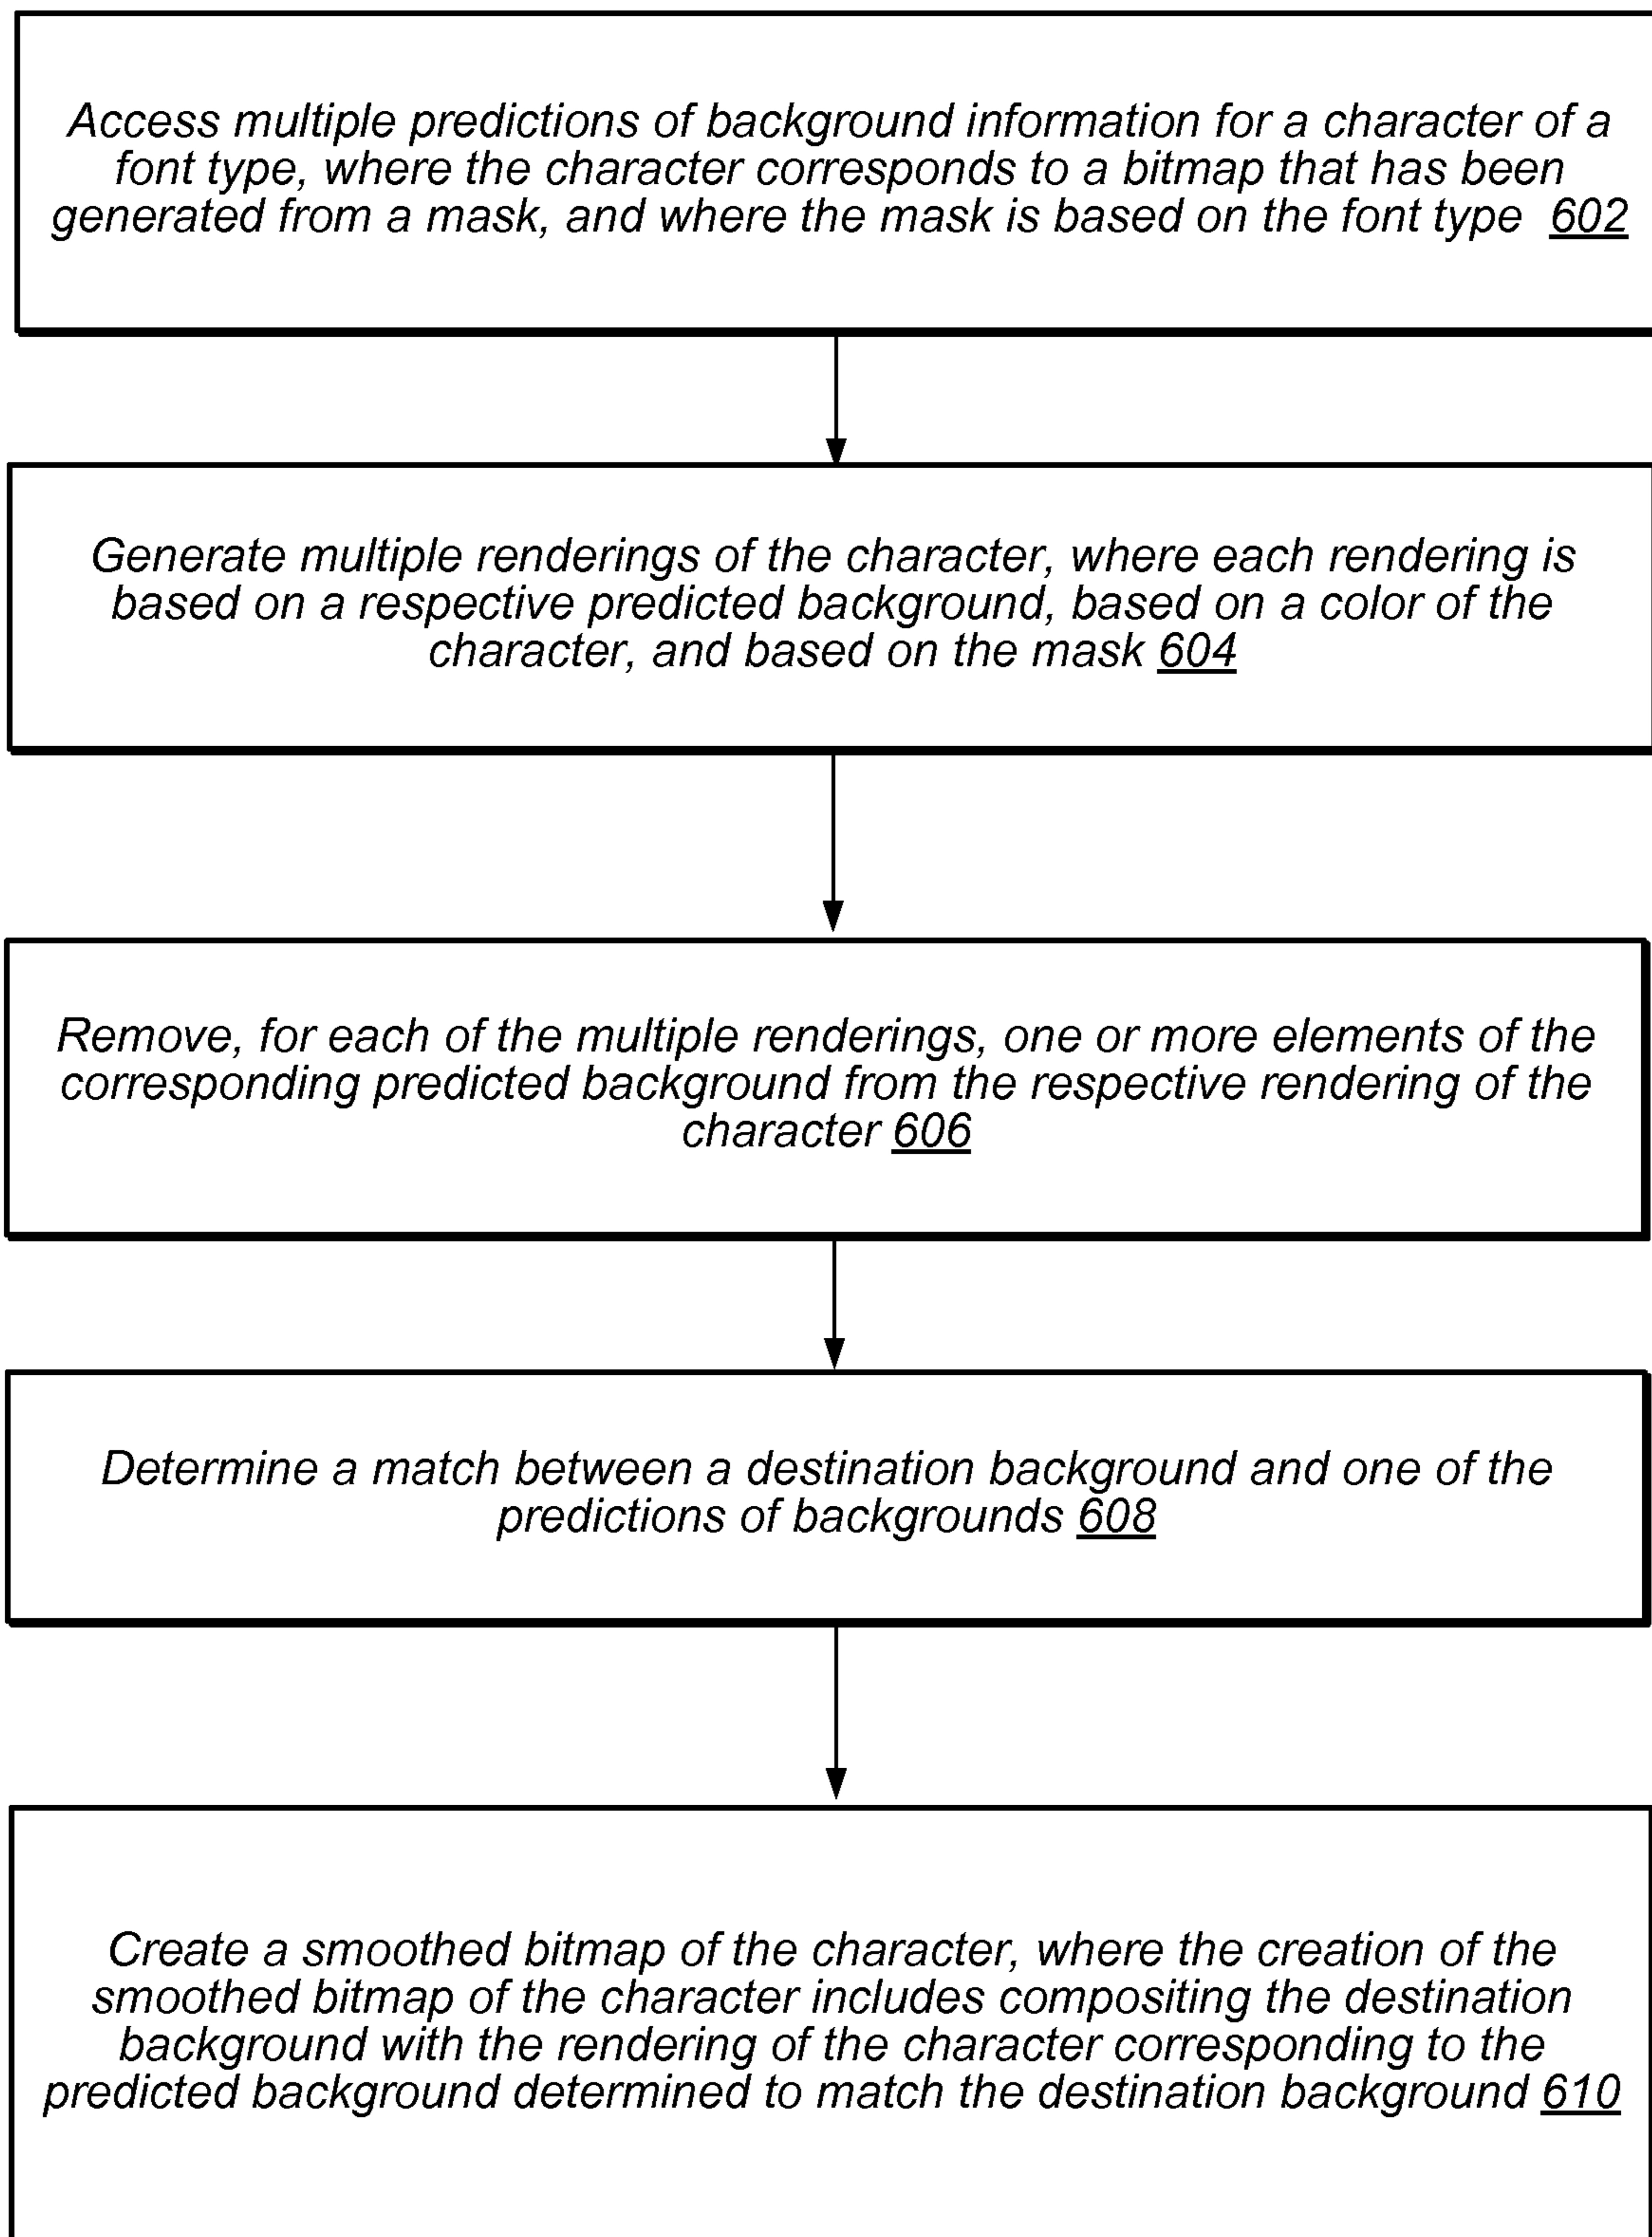 Access multiple predictions of background information for a character of a
font type, where the character corresponds to a bitmap that has been
generated from a mask, and where the mask is based on the font type 602
Generate multiple renderings of the character, where each rendering is
based on a respective predicted background, based on a color of the
character, and based on the mask 604
Remove, for each of the multiple renderings, one or more elements of the
corresponding predicted background from the respective rendering of the
character 606
Determine a match between a destination background and one of the
predictions of backgrounds 608
Create a smoothed bitmap of the character, where the creation of the
smoothed bitmap of the character includes compositing the destination
background with the rendering of the character corresponding to the
predicted background determined to match the destination background 610